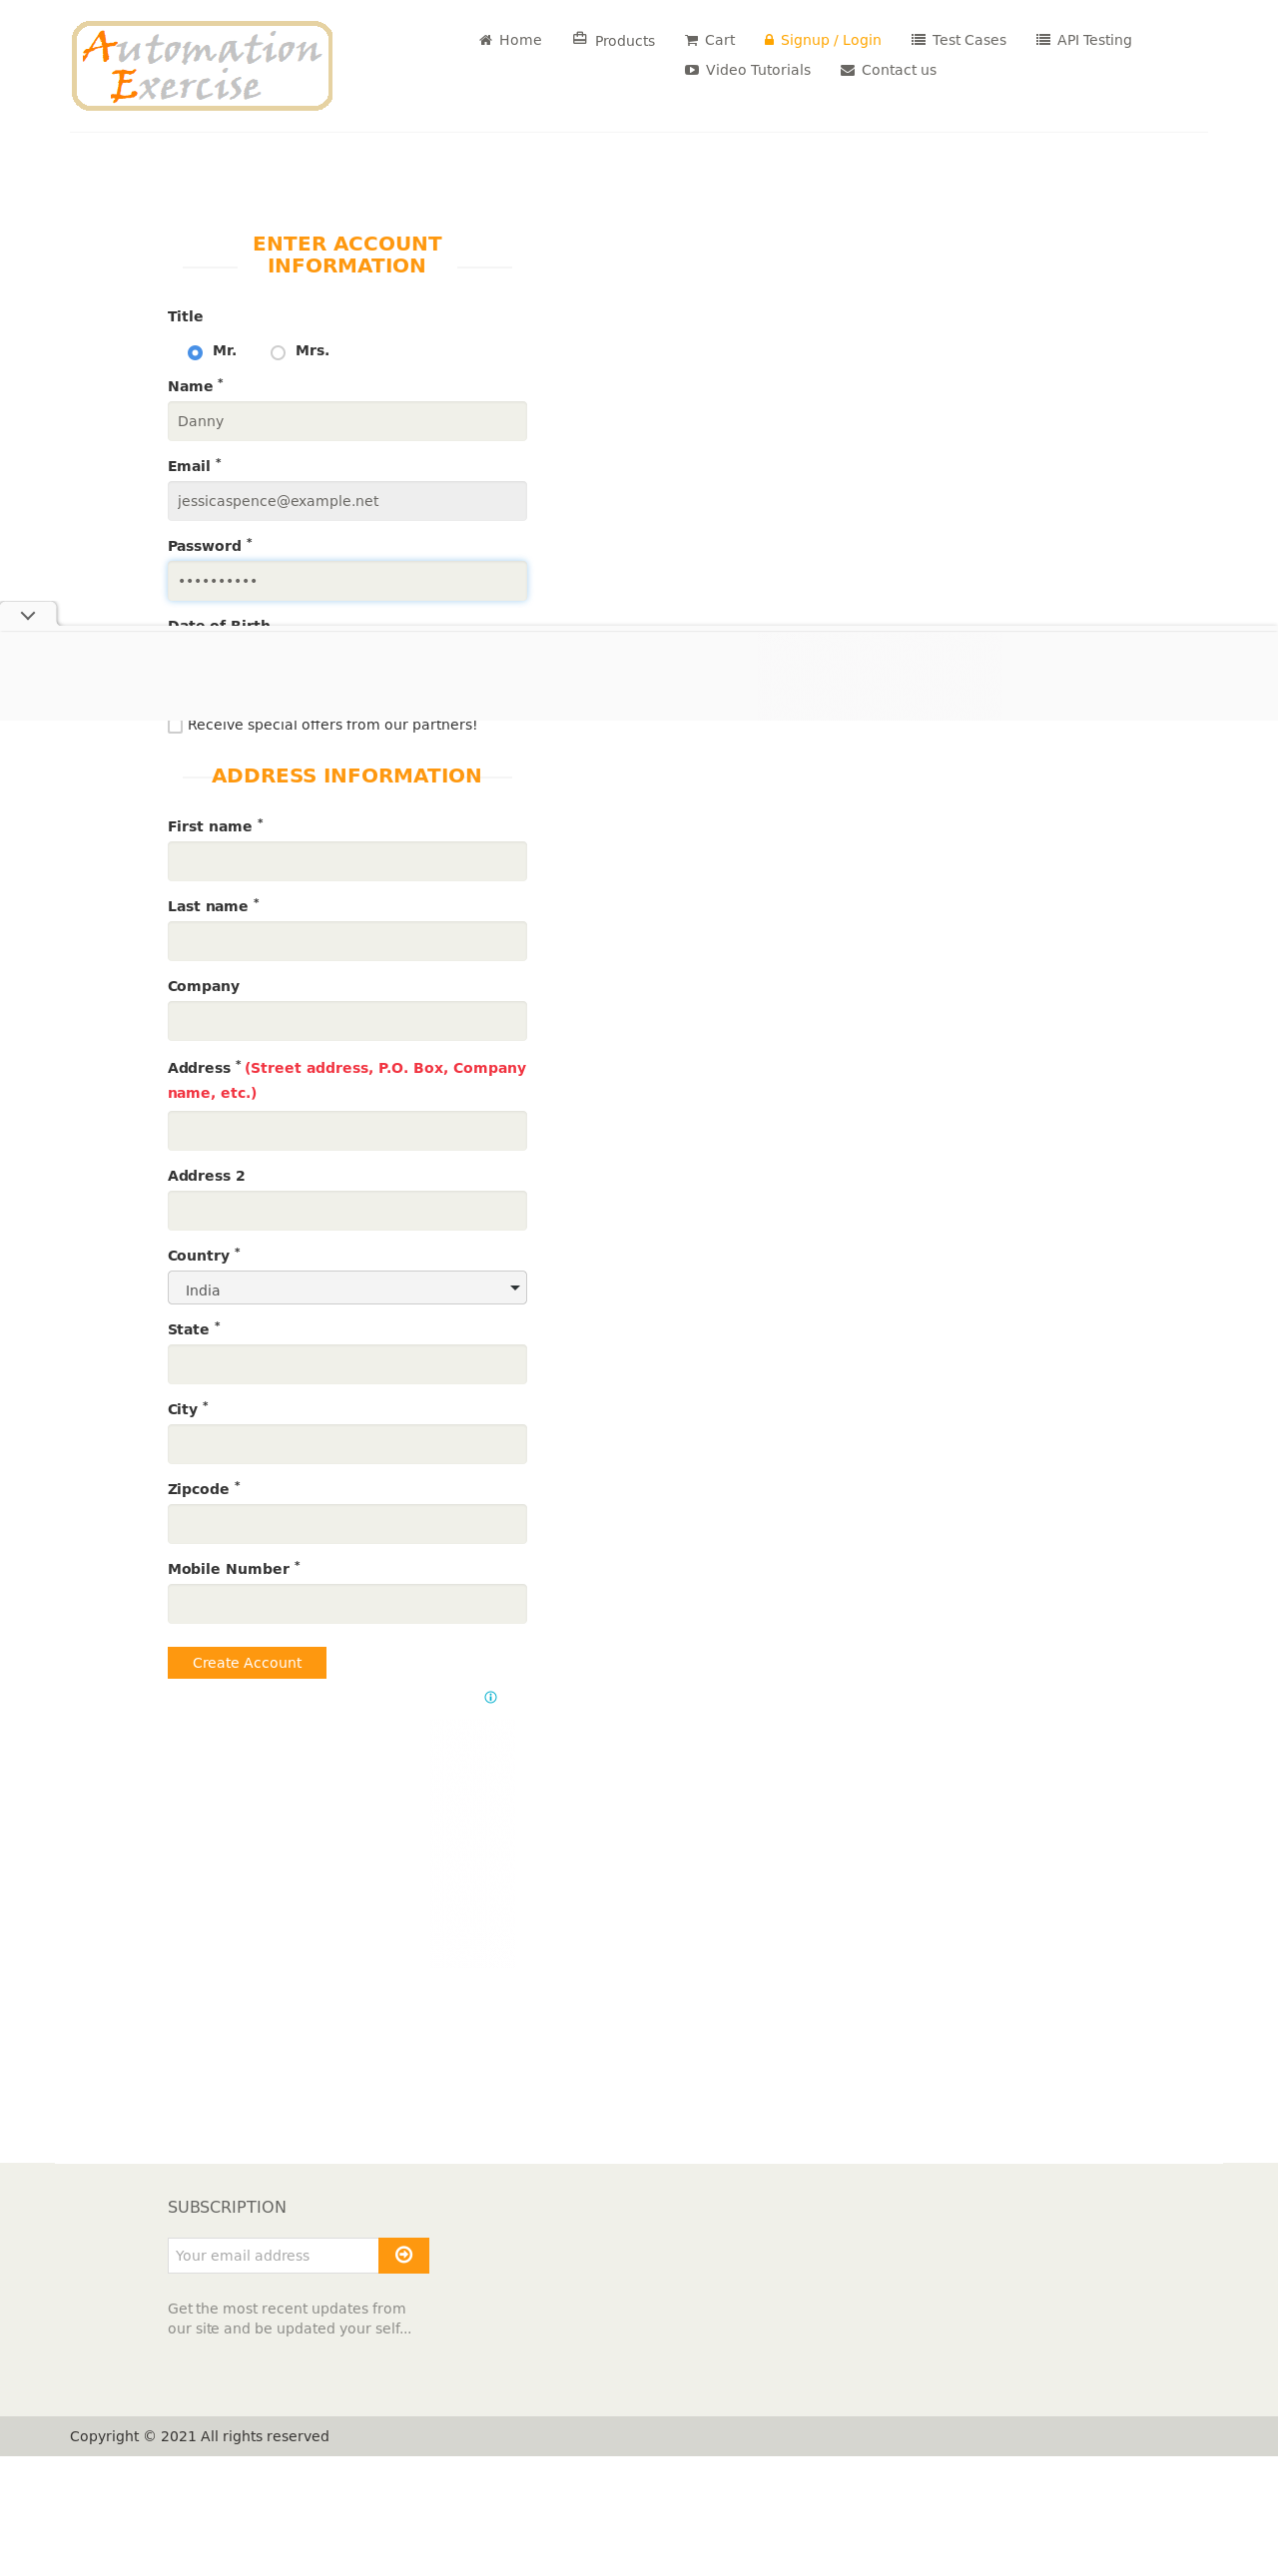 Automation
Exercise
Home
Products
Cart
Signup / Login
Test Cases
API Testing
Video Tutorials
Contact us
ENTER ACCOUNT
INFORMATION
Title
Mr.
Mrs.
Name *
Danny
Email *
jessicaspence@example.net
Password *
••••••••••
Date of Birth
Receive special offers from our partners!
ADDRESS INFORMATION
First name *
Last name *
Company
Address * (Street address, P.O. Box, Company
name, etc.)
Address 2
Country *
India
State *
City *
Zipcode *
Mobile Number *
Create Account
SUBSCRIPTION
Your email address
Get the most recent updates from
our site and be updated your self...
Copyright © 2021 All rights reserved